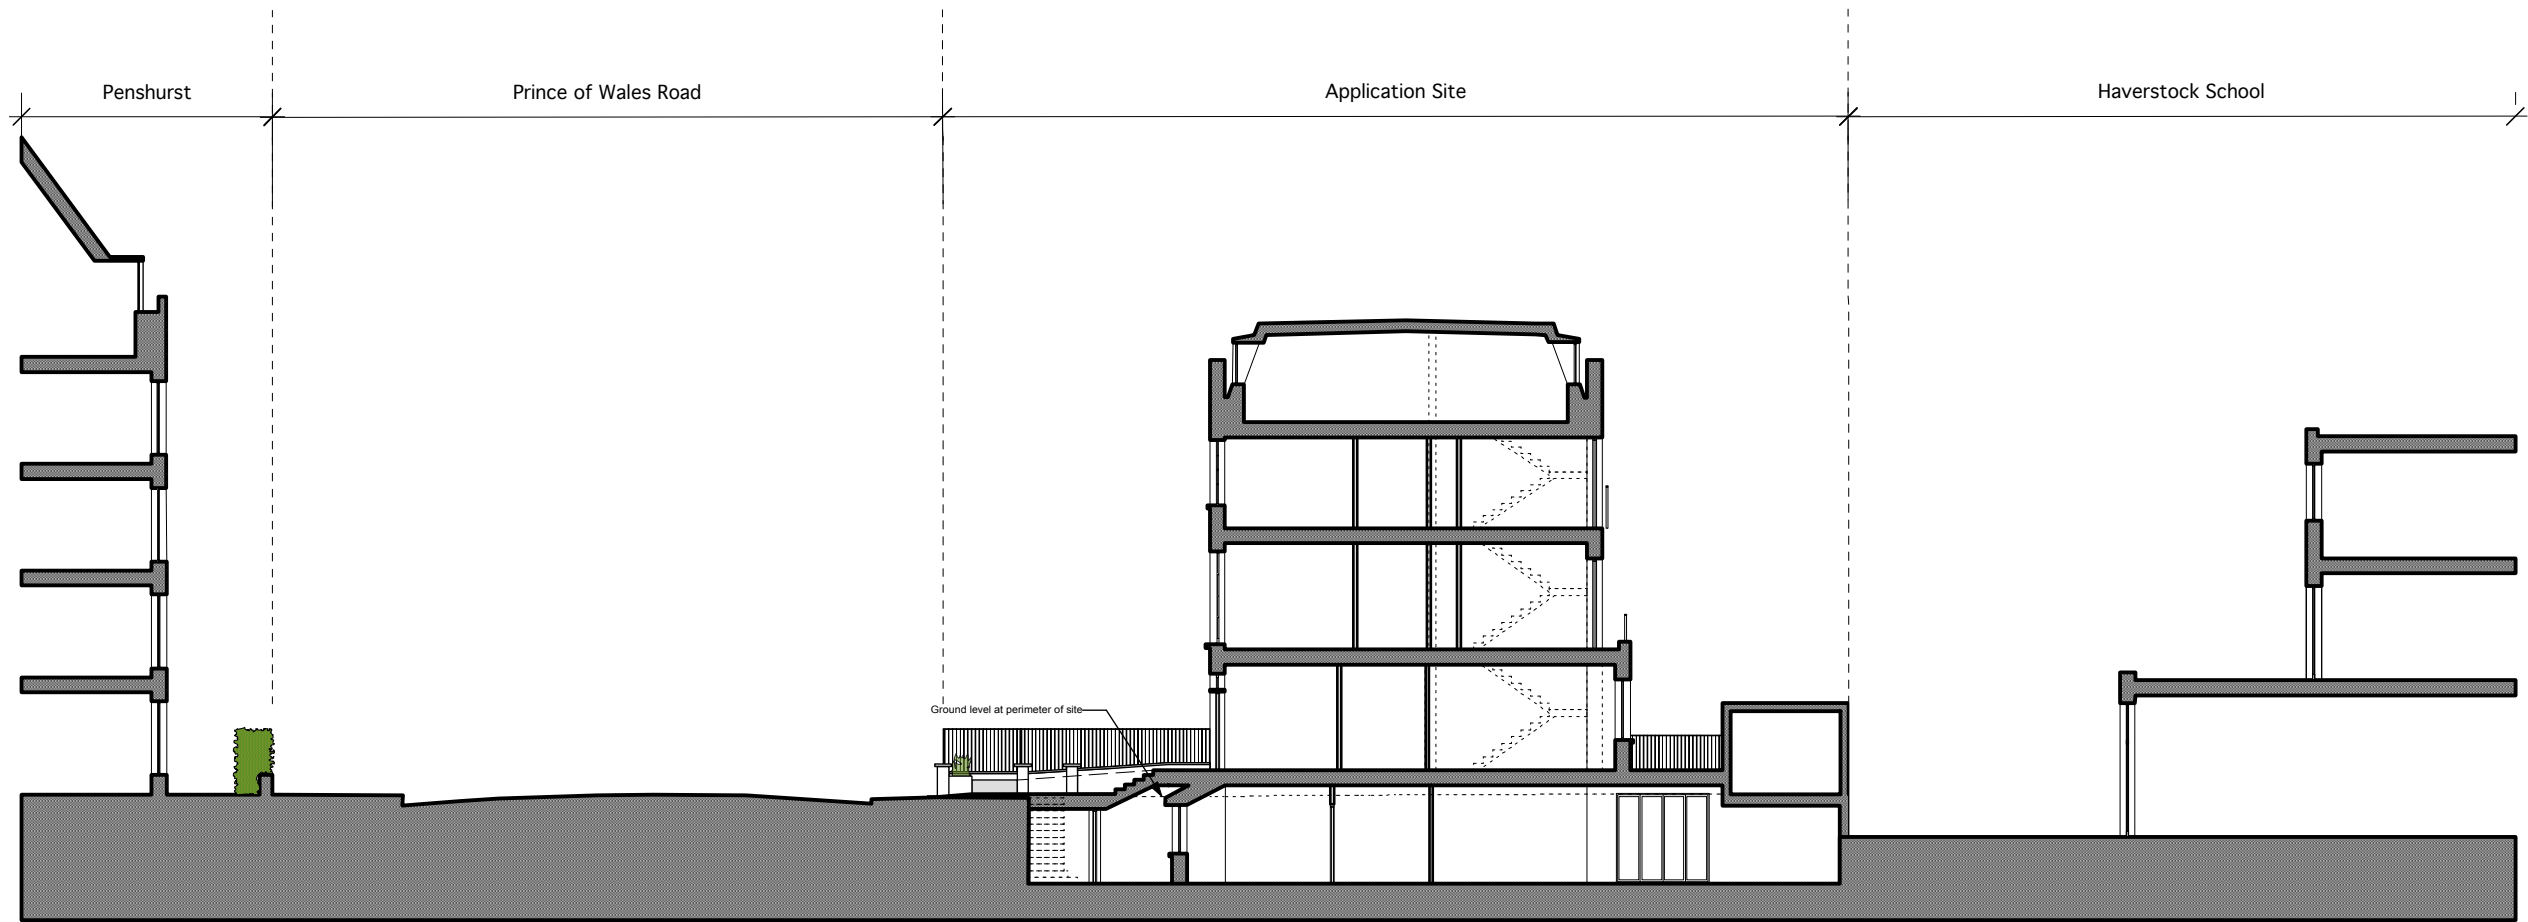 Penshurst
Prince of Wales Road
Application Site
Haverstock School
Ground level at perimeter of site